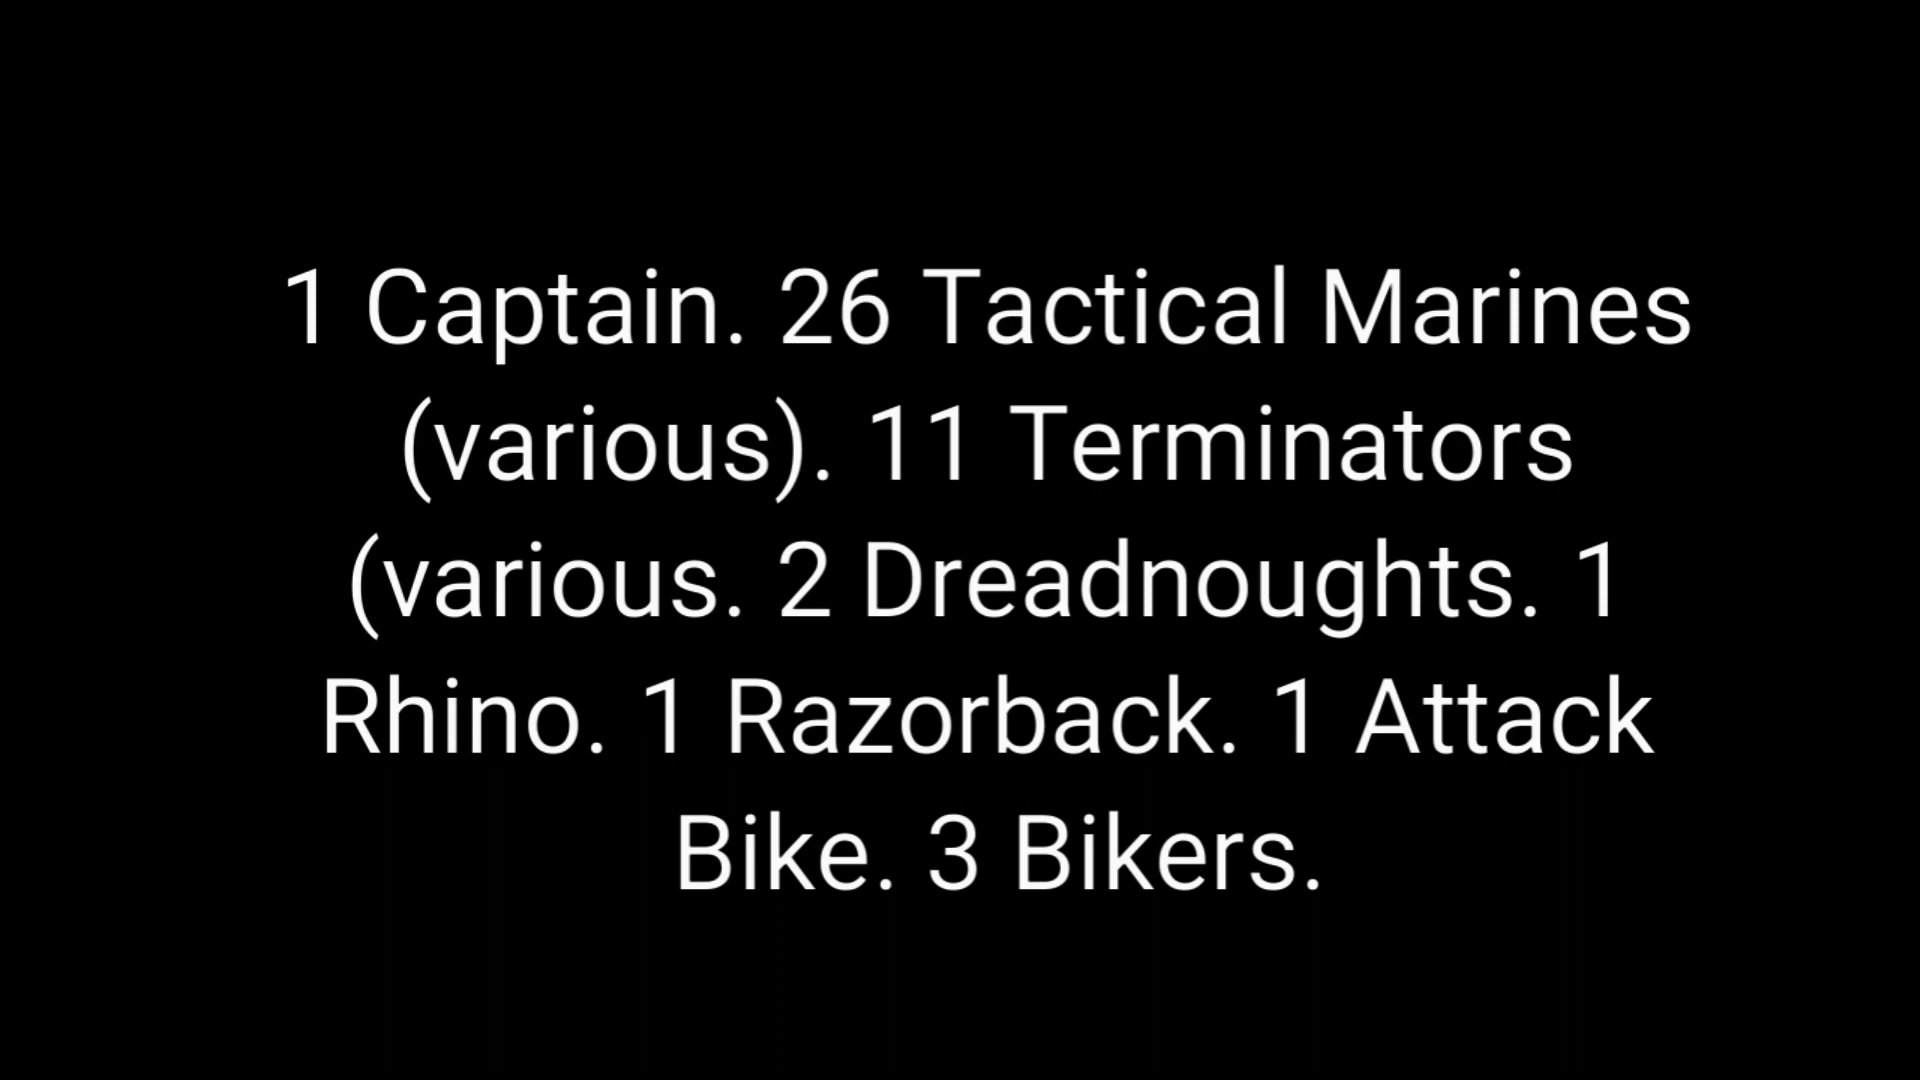 1 Captain. 26 Tactical Marines
(various). 11 Terminators
(various. 2 Dreadnoughts. 1
Rhino. 1 Razorback. 1 Attack
Bike. 3 Bikers.